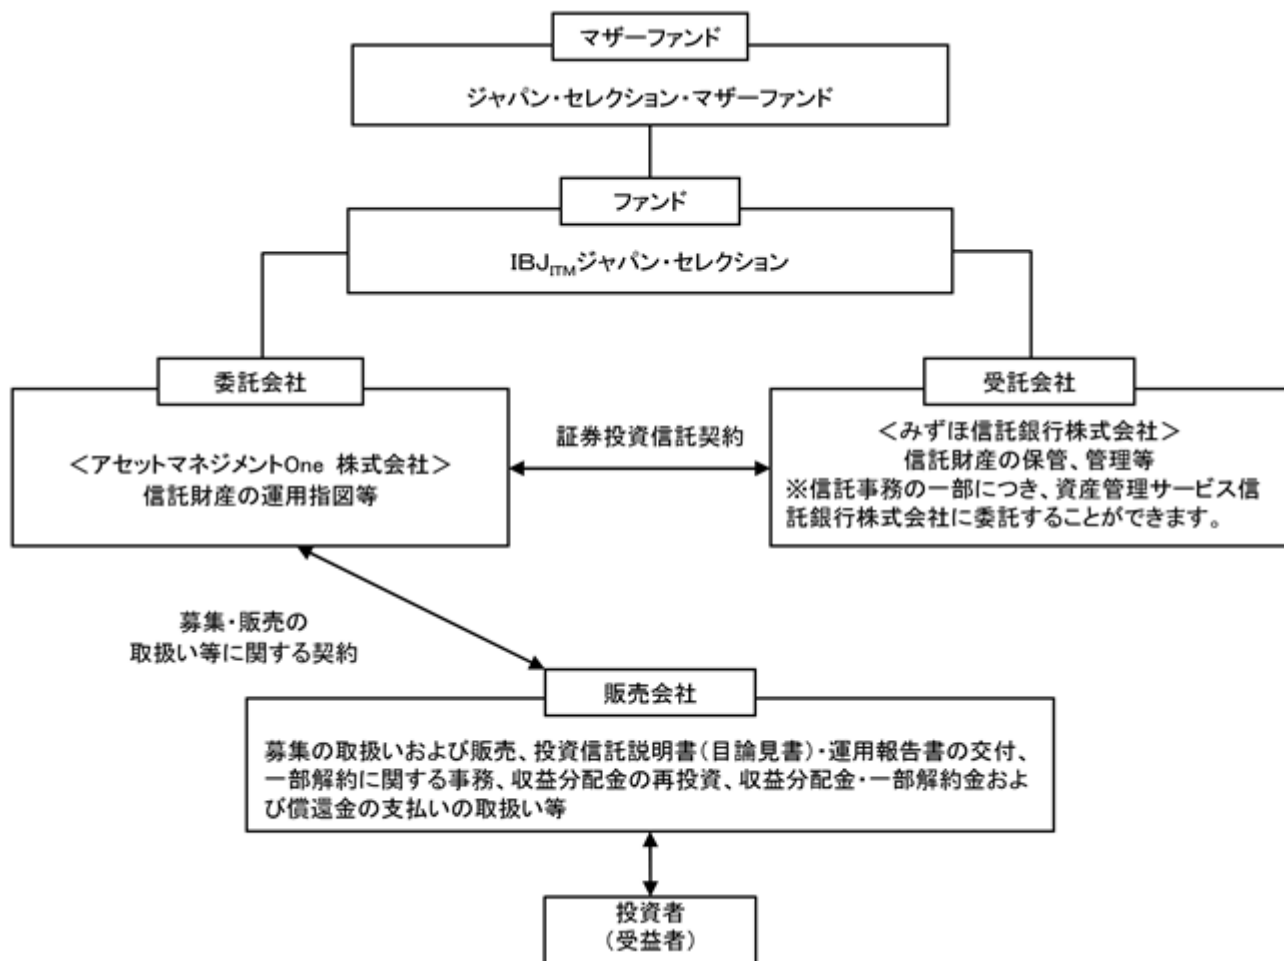 マザーファンド
ジャパン・セレクション・マザーファンド
ファンド
IBJITMジャパン・セレクション
委託会社
＜アセットマネジメントOne 株式会社＞
信託財産の運用指図等
証券投資信託契約
受託会社
＜みずほ信託銀行株式会社＞
信託財産の保管、管理等
※信託事務の一部につき、資産管理サービス信
託銀行株式会社に委託することができます。
募集・販売の
取扱い等に関する契約
販売会社
募集の取扱いおよび販売、投資信託説明書（目論見書）・運用報告書の交付、
一部解約に関する事務、収益分配金の再投資、収益分配金・一部解約金およ
び償還金の支払いの取扱い等
投資者
（受益者）